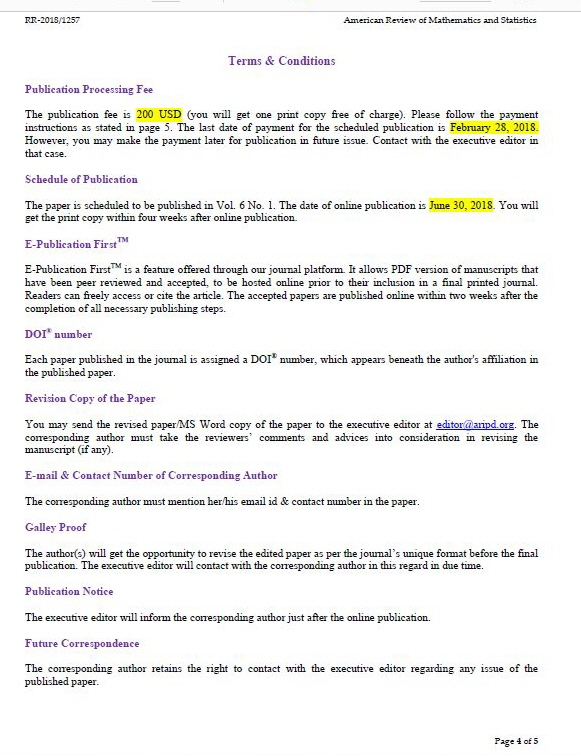 RR-2018/1257 American Review of Mathematics and Statistics
Terms & Conditions
Publication Processing Fee
The publication fee is 200 USD (you will get one print copy free of charge). Please follow the payment
instructions as stated in page 5. The last date of payment for the scheduled publication is February 28, 2018.
However, you may make the payment later for publication in future issue. Contact with the executive editor in
that case.
Schedule of Publication
The paper is scheduled to be published in Vol. 6 No. 1. The date of online publication is June 30, 2018. You will
get the print copy within four weeks after online publication.
E-Publication First™
E-Publication First™ is a feature offered through our journal platform. It allows PDF version of manuscripts that
have been peer reviewed and accepted, to be hosted online prior to their inclusion in a final printed journal.
Readers can freely access or cite the article. The accepted papers are published online within two weeks after the
completion of all necessary publishing steps.
DOI® number
Each paper published in the journal is assigned a DOI® number, which appears beneath the author's affiliation in
the published paper.
Revision Copy of the Paper
You may send the revised paper/MS Word copy of the paper to the executive editor at editor@aripd.org. The
corresponding author must take the reviewers' comments and advices into consideration in revising the
manuscript (if any).
E-mail & Contact Number of Corresponding Author
The corresponding author must mention her/his email id & contact number in the paper.
Galley Proof
The author(s) will get the opportunity to revise the edited paper as per the journal's unique format before the final
publication. The executive editor will contact with the corresponding author in this regard in due time.
Publication Notice
The executive editor will inform the corresponding author just after the online publication.
Future Correspondence
The corresponding author retains the right to contact with the executive editor regarding any issue of the
published paper.
Page 4 of 5